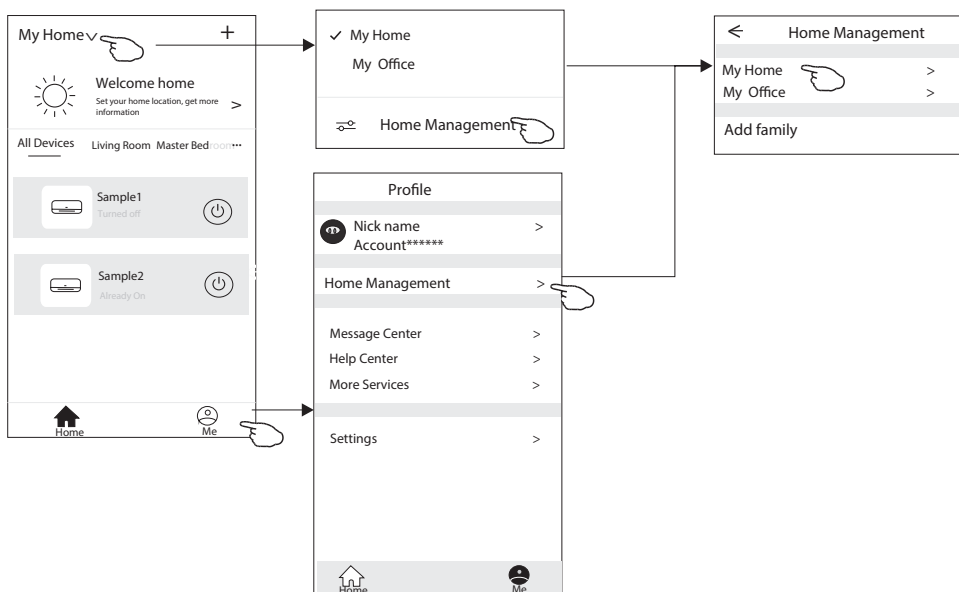 My Home
+
Welcome home
Set your home location, get more
information
>
All Devices Living Room Master Bedroom...
Sample1
Turned off
Sample2
Already On
Home
Me
✓ My Home
My Office
Home Management
Profile
Nick name >
Account******
Home Management >
Message Center >
Help Center >
More Services >
Settings >
Home
Me
← Home Management
My Home >
My Office >
Add family